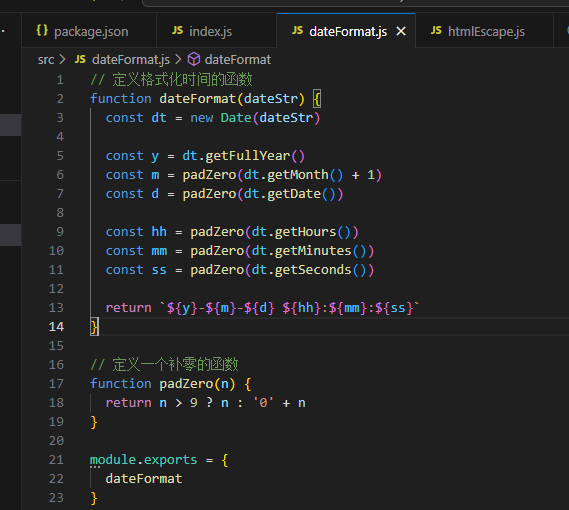 {} package.json JS index.js JS dateFormat.js × JS htmlEscape.js
src > JS dateFormat.js > dateFormat
1 // 定义格式化时间的函数
2 function dateFormat(dateStr) {
3   const dt = new Date(dateStr)
4
5   const y = dt.getFullYear()
6   const m = padZero(dt.getMonth() + 1)
7   const d = padZero(dt.getDate())
8
9   const hh = padZero(dt.getHours())
10   const mm = padZero(dt.getMinutes())
11   const ss = padZero(dt.getSeconds())
12
13   return `${y}-${m}-${d} ${hh}:${mm}:${ss}`
14 }
15
16 // 定义一个补零的函数
17 function padZero(n) {
18   return n > 9 ? n : '0' + n
19 }
20
21 module.exports = {
22   dateFormat
23 }